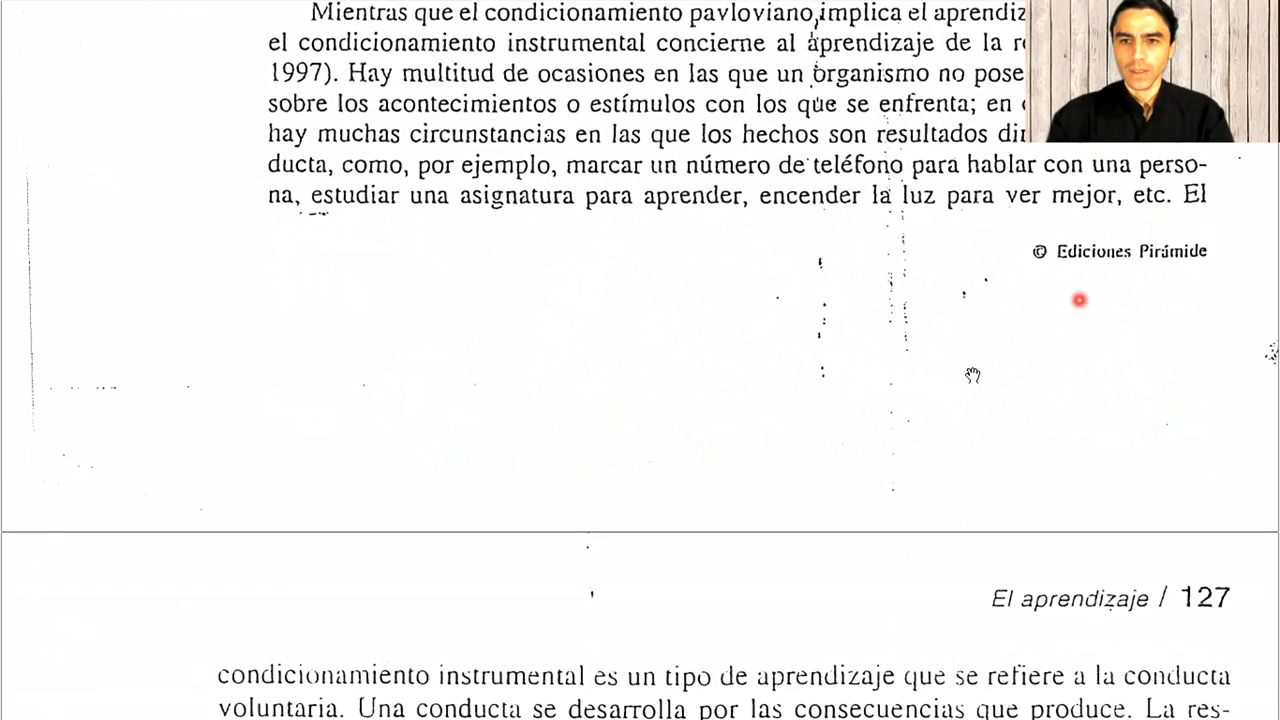 Mientras que el condicionamiento pavloviano implica el
el condicionamiento instrumental concierne al aprendizaje de la
1997). Hay multitud de ocasiones en las que un organismo no
sobre los acontecimientos o estímulos con los que se enfrenta; en
hay muchas circunstancias en las que los hechos son resultados
ducta, como, por ejemplo, marcar un número de teléfono para hablar con una perso-
na, estudiar una asignatura para aprender, encender la luz para ver mejor, etc. El
© Ediciones Pirámide
El aprendizaje / 127
condicionamiento instrumental es un tipo de aprendizaje que se refiere a la conducta
voluntaria. Una conducta se desarrolla por las consecuencias que produce. La res-